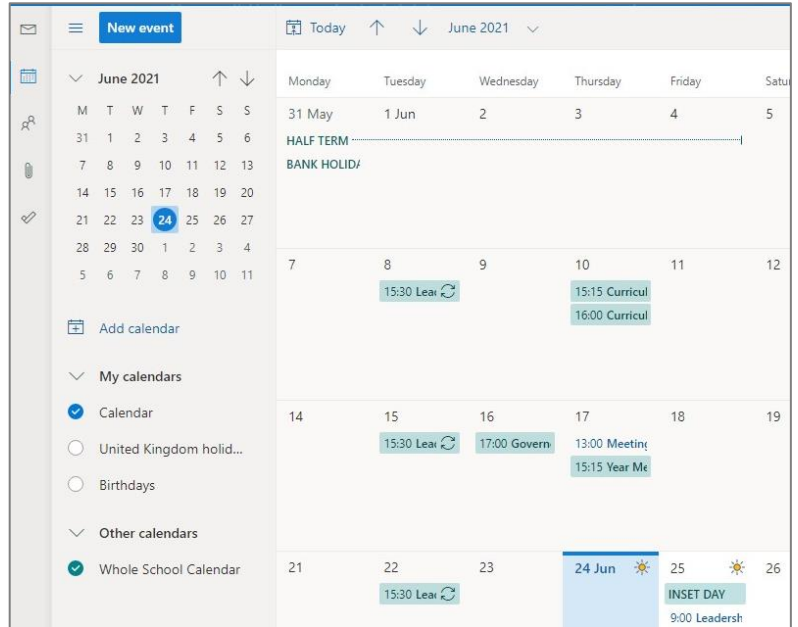 New event
June 2021
M T W T F S S
31 1 2 3 4 5 6
7 8 9 10 11 12 13
14 15 16 17 18 19 20
21 22 23 24 25 26 27
28 29 30 1 2 3 4
5 6 7 8 9 10 11
Add calendar
My calendars
Calendar
United Kingdom holid...
Birthdays
Other calendars
Whole School Calendar
Today June 2021
Monday Tuesday Wednesday Thursday Friday Satu
31 May 1 Jun 2 3 4 5
HALF TERM
BANK HOLIDA
7 8 9 10 11 12
15:30 Lea 15:15 Curricul
16:00 Curricul
14 15 16 17 18 19
15:30 Lea 17:00 Govern 13:00 Meeting
15:15 Year Me
21 22 23 24 Jun 25 26
15:30 Lea INSET DAY
9:00 Leadersh